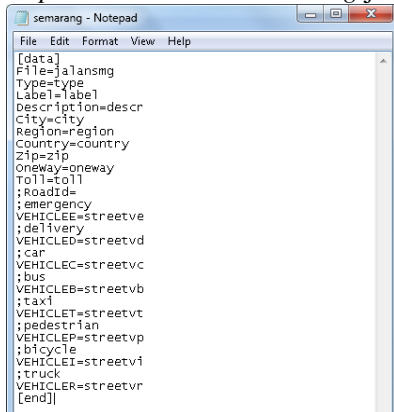 semarang - Notepad
File Edit Format View Help
[data]
File=jalansmg
Type=type
Label=label
Description=descr
City=city
Region=region
Country=country
Zip=zip
OneWay=oneway
Toll=toll
;RoadId=
;emergency
VEHICLEE=streetve
;delivery
VEHICLED=streetvd
;car
VEHICLEC=streetvc
;bus
VEHICLEB=streetvb
;taxi
VEHICLET=streetvt
;pedestrian
VEHICLEP=streetvp
;bicycle
VEHICLEI=streetvi
;truck
VEHICLER=streetvr
[end]